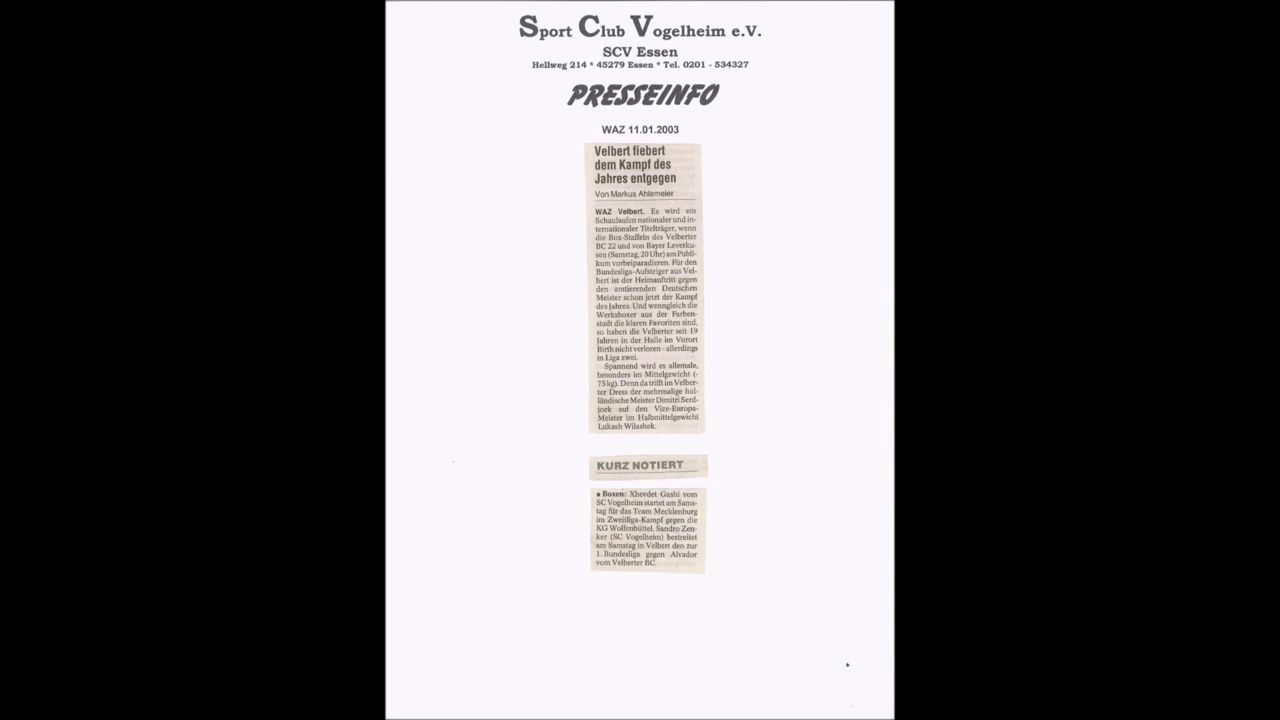 Sport Club Vogelheim e.V.
SCV Essen
Hellweg 214 * 45279 Essen * Tel. 0201 - 534327
PRESSEINFO
WAZ 11.01.2003
Velbert fiebert
dem Kampf des
Jahres entgegen
Von Markus Ahlemeier
WAZ Velbert. Es wird ein
Schaulaufen nationaler und in-
ternationaler Titelträger, wenn
die Box-Staffeln des Velberter
BC 22 und von Bayer Leverku-
sen (Samstag, 20 Uhr) am Publi-
kum vorbeiparadieren. Für den
Bundesliga-Aufsteiger aus Vel-
bert ist der Heimauftritt gegen
den amtierenden Deutschen
Meister schon jetzt der Kampf
des Jahres. Und wenngleich die
Werksboxer aus der Farben-
stadt die klaren Favoriten sind,
so haben die Velberter seit 19
Jahren in der Halle im Vorort
Birth nicht verloren - allerdings
in Liga zwei.
Spannend wird es allemale,
besonders im Mittelgewicht (-
75 kg). Denn da trifft im Velber-
ter Dress der mehrmalige hol-
ländische Meister Dimitri Serd-
joek auf den Vize-Europa-
Meister im Halbmittelgewicht
Lukash Wilashek.
KURZ NOTIERT
■ Boxen: Xhevdet Gashi vom
SC Vogelheim startet am Sams-
tag für das Team Mecklenburg
im Zweitliga-Kampf gegen die
KG Wolfenbüttel. Sandro Zen-
ker (SC Vogelheim) bestreitet
am Samstag in Velbert den zur
1. Bundesliga gegen Alvador
vom Velberter BC.